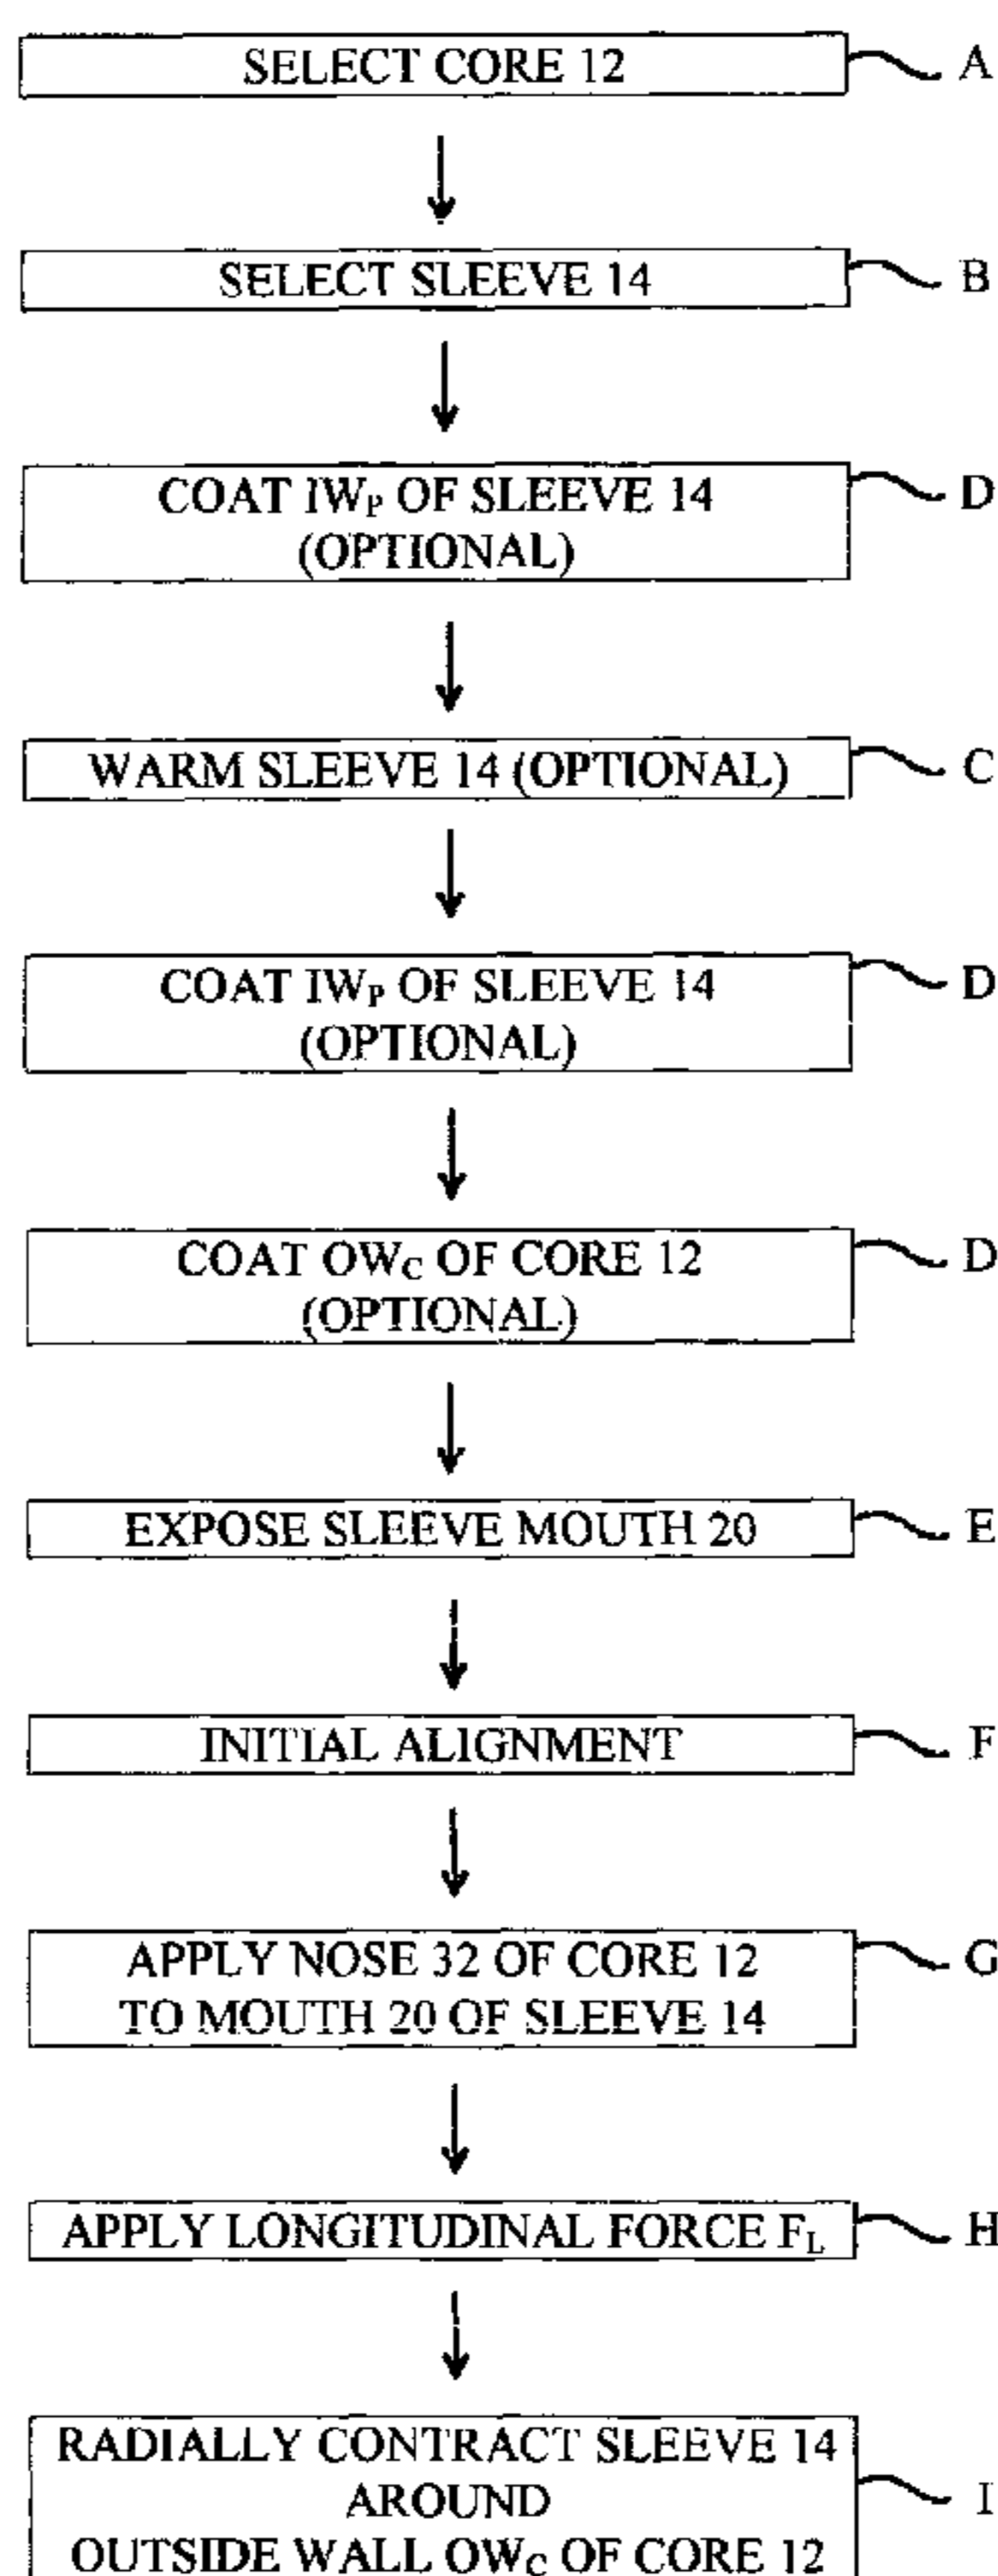 SELECT CORE 12 A
SELECT SLEEVE 14 B
COAT IWP OF SLEEVE 14 D
(OPTIONAL)
WARM SLEEVE 14 (OPTIONAL) C
COAT IWP OF SLEEVE 14 D
(OPTIONAL)
COAT OWC OF CORE 12 D
(OPTIONAL)
EXPOSE SLEEVE MOUTH 20 E
INITIAL ALIGNMENT F
APPLY NOSE 32 OF CORE 12 G
TO MOUTH 20 OF SLEEVE 14
APPLY LONGITUDINAL FORCE FL H
RADIALLY CONTRACT SLEEVE 14
AROUND I
OUTSIDE WALL OWC OF CORE 12